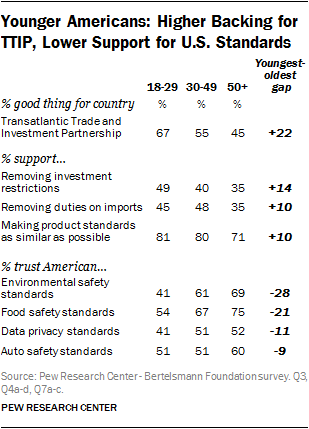 Younger Americans: Higher Backing for
TTIP, Lower Support for U.S. Standards
Youngest-
oldest
gap
18-29 30-49 50+
% good thing for country % % %
Transatlantic Trade and
Investment Partnership 67 55 45 +22
% support...
Removing investment
restrictions 49 40 35 +14
Removing duties on imports 45 48 35 +10
Making product standards
as similar as possible 81 80 71 +10
% trust American...
Environmental safety
standards 41 61 69 -28
Food safety standards 54 67 75 -21
Data privacy standards 41 51 52 -11
Auto safety standards 51 51 60 -9
Source: Pew Research Center- Bertelsmann Foundation survey. Q3,
Q4a-d, Q7a-c.
PEW RESEARCH CENTER